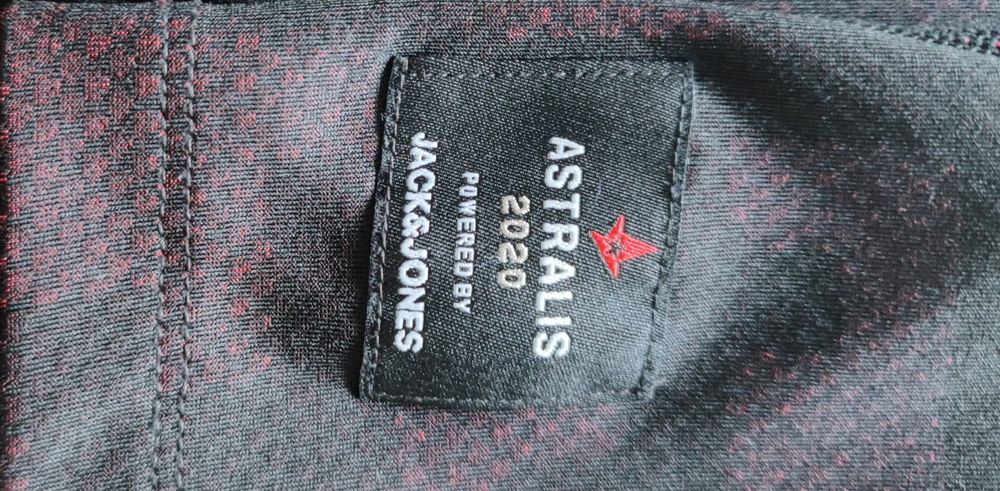 ASTRALIS
2020
POWERED BY
JACK&JONES